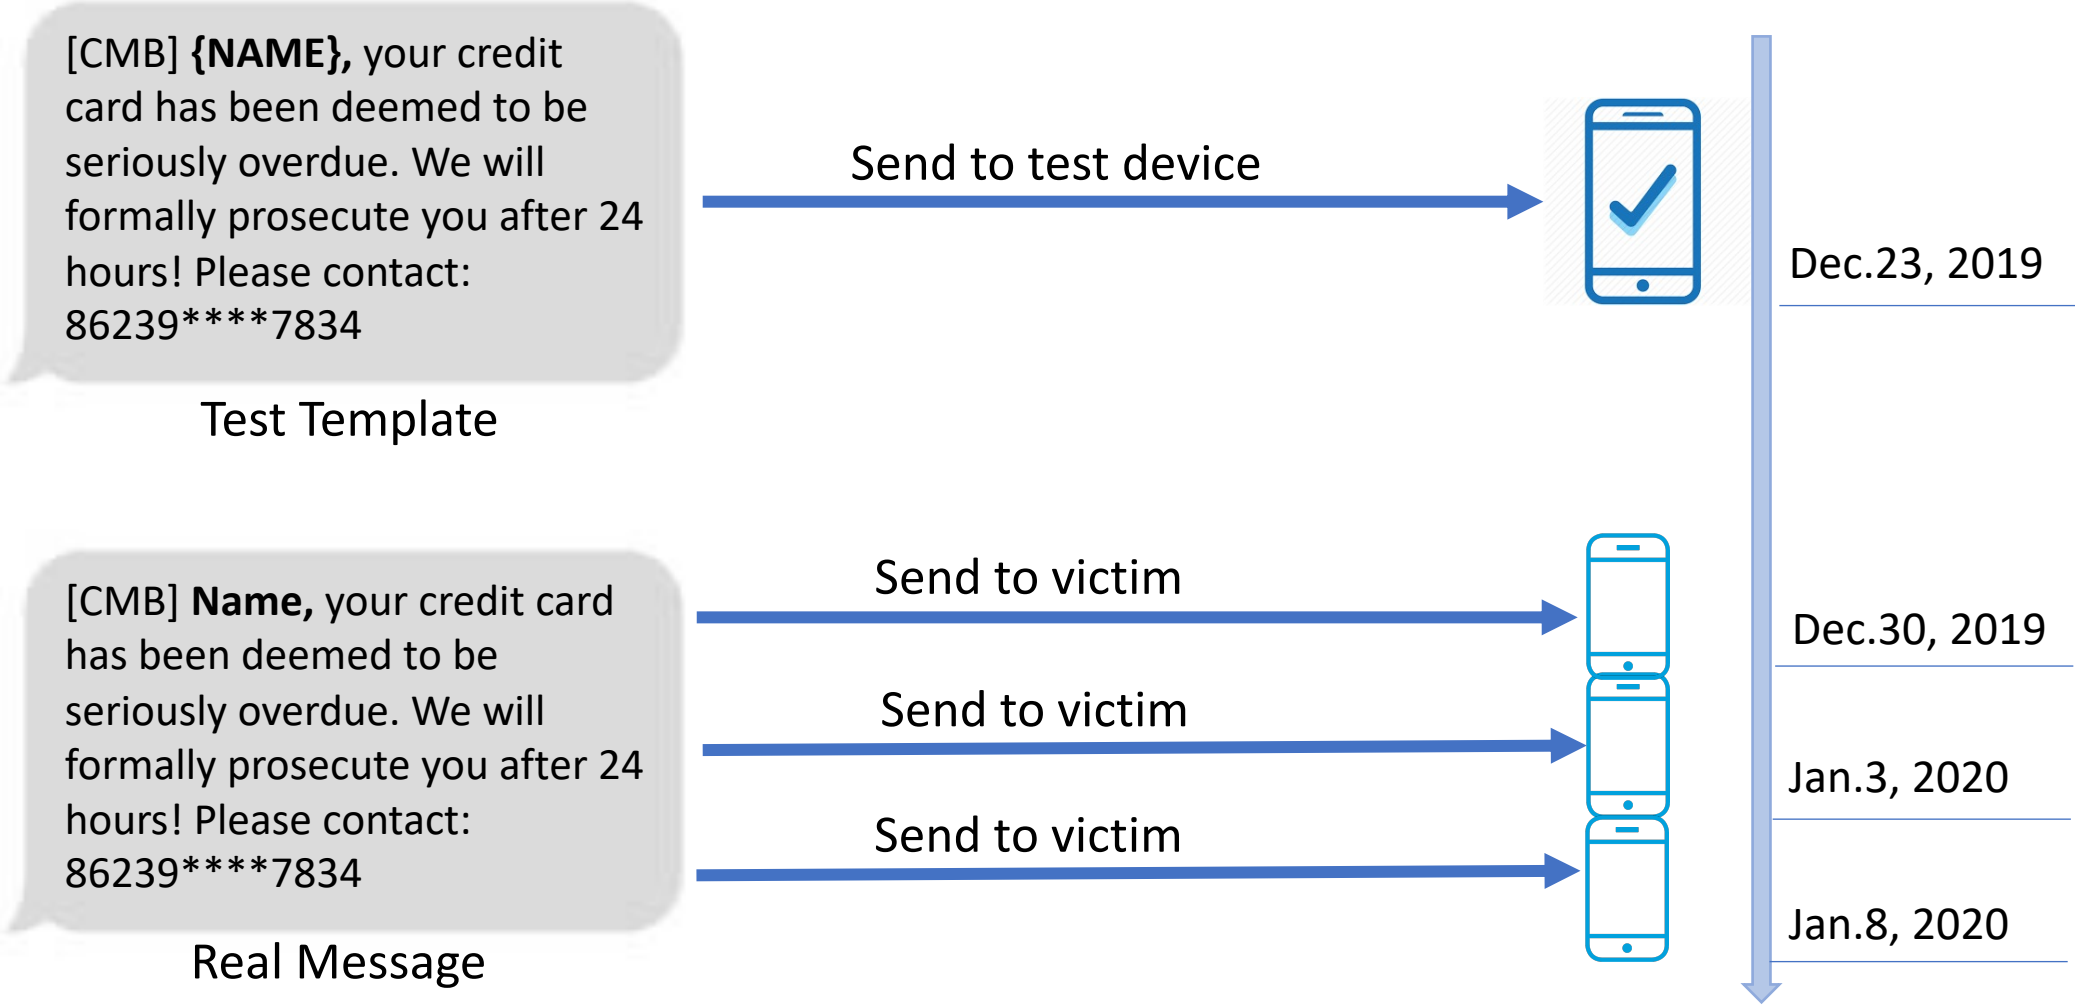 [CMB] {NAME}, your credit
card has been deemed to be
seriously overdue. We will
formally prosecute you after 24
hours! Please contact:
86239****7834
Test Template
Send to test device
Dec.23, 2019
[CMB] Name, your credit card
has been deemed to be
seriously overdue. We will
formally prosecute you after 24
hours! Please contact:
86239****7834
Real Message
Send to victim
Send to victim
Send to victim
Dec.30, 2019
Jan.3, 2020
Jan.8, 2020